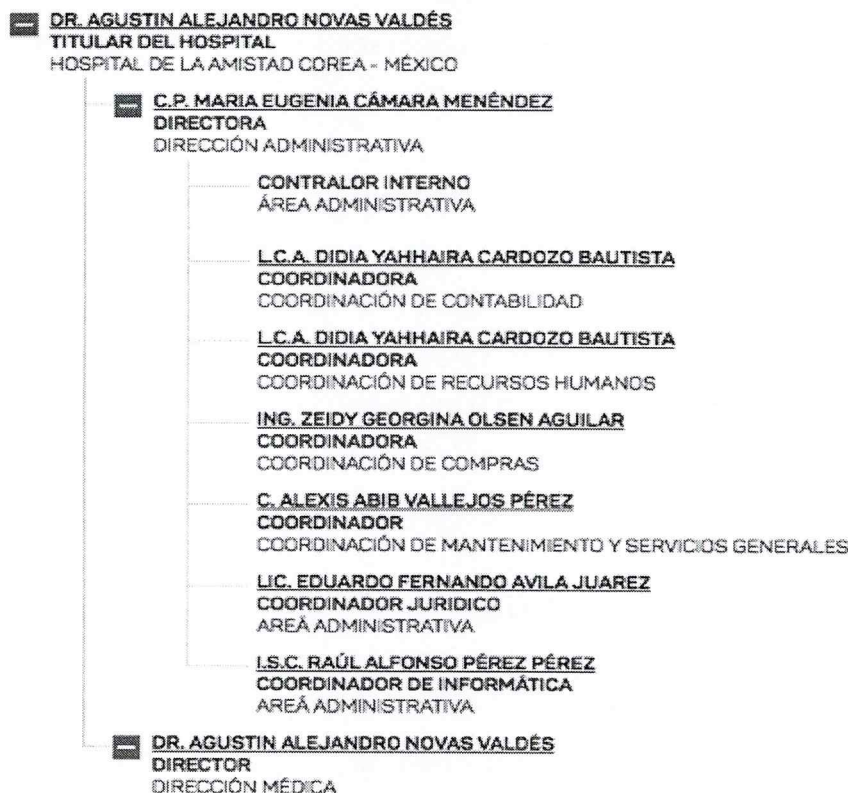 DR. AGUSTIN ALEJANDRO NOVAS VALDÉS
TITULAR DEL HOSPITAL
HOSPITAL DE LA AMISTAD COREA - MÉXICO
C.P. MARIA EUGENIA CÁMARA MENÉNDEZ
DIRECTORA
DIRECCIÓN ADMINISTRATIVA
CONTRALOR INTERNO
ÁREA ADMINISTRATIVA
L.C.A. DIDIA YAHHAIRA CARDOZO BAUTISTA
COORDINADORA
COORDINACIÓN DE CONTABILIDAD
L.C.A. DIDIA YAHHAIRA CARDOZO BAUTISTA
COORDINADORA
COORDINACIÓN DE RECURSOS HUMANOS
ING. ZEIDY GEORGINA OLSEN AGUILAR
COORDINADORA
COORDINACIÓN DE COMPRAS
C. ALEXIS ABIB VALLEJOS PÉREZ
COORDINADOR
COORDINACIÓN DE MANTENIMIENTO Y SERVICIOS GENERALES
LIC. EDUARDO FERNANDO AVILA JUAREZ
COORDINADOR JURIDICO
AREÁ ADMINISTRATIVA
I.S.C. RAÚL ALFONSO PÉREZ PÉREZ
COORDINADOR DE INFORMÁTICA
AREÁ ADMINISTRATIVA
DR. AGUSTIN ALEJANDRO NOVAS VALDÉS
DIRECTOR
DIRECCIÓN MÉDICA